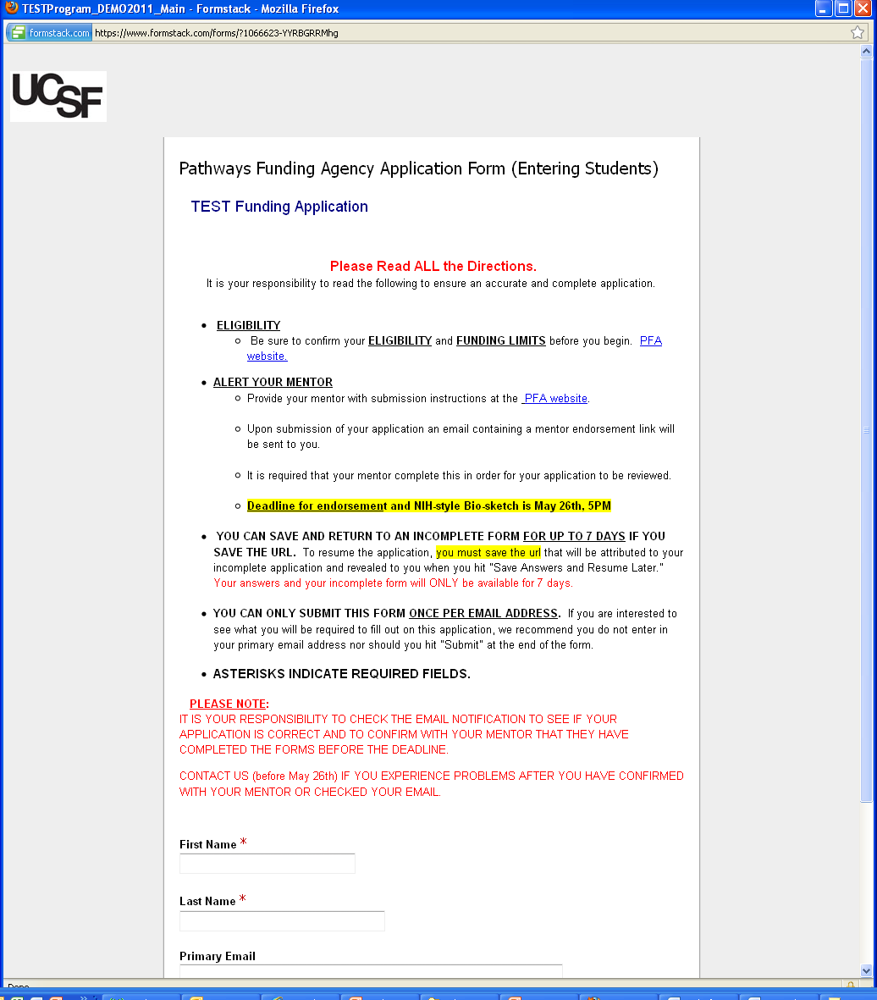 TESTProgram_DEMO2011_Main - Formstack - Mozilla Firefox
formstack.com https://www.formstack.com/forms/?1066623-YYRBGRRMhg
UCSF
Pathways Funding Agency Application Form (Entering Students)
TEST Funding Application
Please Read ALL the Directions.
It is your responsibility to read the following to ensure an accurate and complete application.
• ELIGIBILITY
Be sure to confirm your ELIGIBILITY and FUNDING LIMITS before you begin. PFA
website.
• ALERT YOUR MENTOR
Provide your mentor with submission instructions at the PFA website.
Upon submission of your application an email containing a mentor endorsement link will
be sent to you.
It is required that your mentor complete this in order for your application to be reviewed.
Deadline for endorsement and NIH-style Bio-sketch is May 26th, 5PM
• YOU CAN SAVE AND RETURN TO AN INCOMPLETE FORM FOR UP TO 7 DAYS IF YOU
SAVE THE URL. To resume the application, you must save the url that will be attributed to your
incomplete application and revealed to you when you hit "Save Answers and Resume Later."
Your answers and your incomplete form will ONLY be available for 7 days.
• YOU CAN ONLY SUBMIT THIS FORM ONCE PER EMAIL ADDRESS. If you are interested to
see what you will be required to fill out on this application, we recommend you do not enter in
your primary email address nor should you hit "Submit" at the end of the form.
• ASTERISKS INDICATE REQUIRED FIELDS.
PLEASE NOTE:
IT IS YOUR RESPONSIBILITY TO CHECK THE EMAIL NOTIFICATION TO SEE IF YOUR
APPLICATION IS CORRECT AND TO CONFIRM WITH YOUR MENTOR THAT THEY HAVE
COMPLETED THE FORMS BEFORE THE DEADLINE.
CONTACT US (before May 26th) IF YOU EXPERIENCE PROBLEMS AFTER YOU HAVE CONFIRMED
WITH YOUR MENTOR OR CHECKED YOUR EMAIL.
First Name *
Last Name *
Primary Email
Done